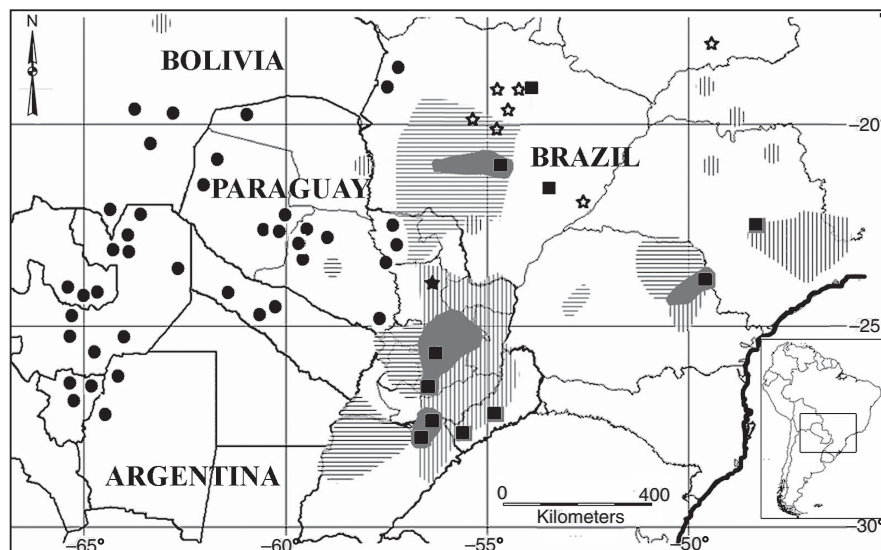 N
BOLIVIA
–20°
BRAZIL
PARAGUAY
–25°
ARGENTINA
0 400
Kilometers
–30°
–65° –60° –55° –50°